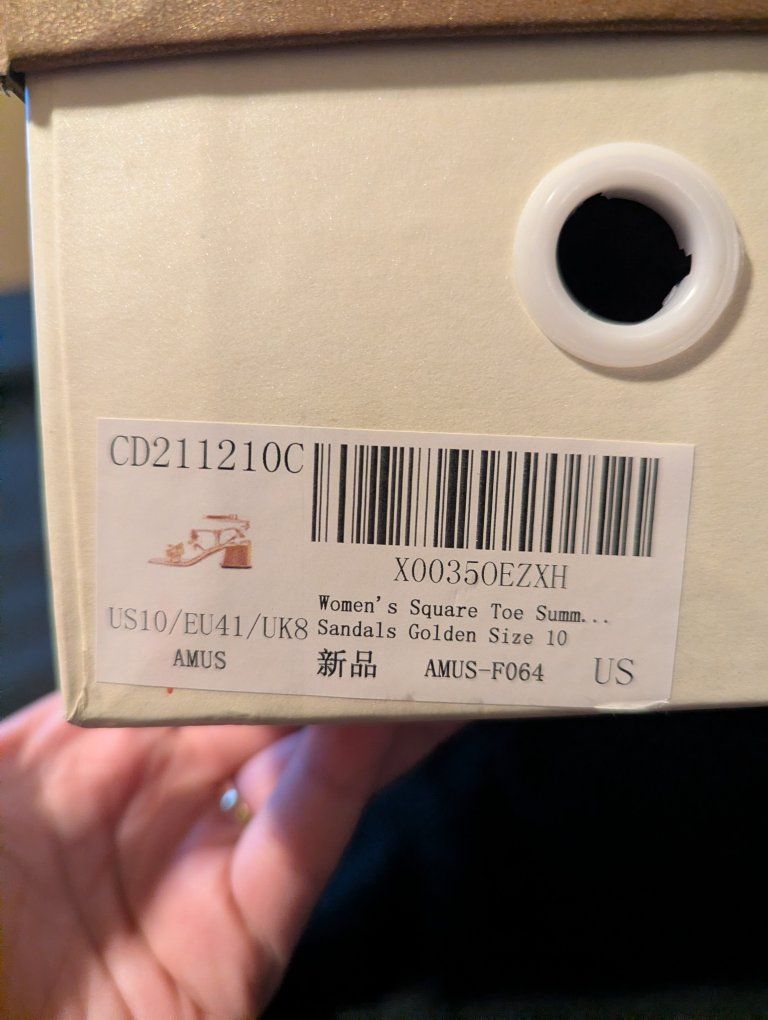 CD211210C
X00350EZXH
Women's Square Toe Summ...
Sandals Golden Size 10
US10/EU41/UK8
AMUS 新品 AMUS-F064 US